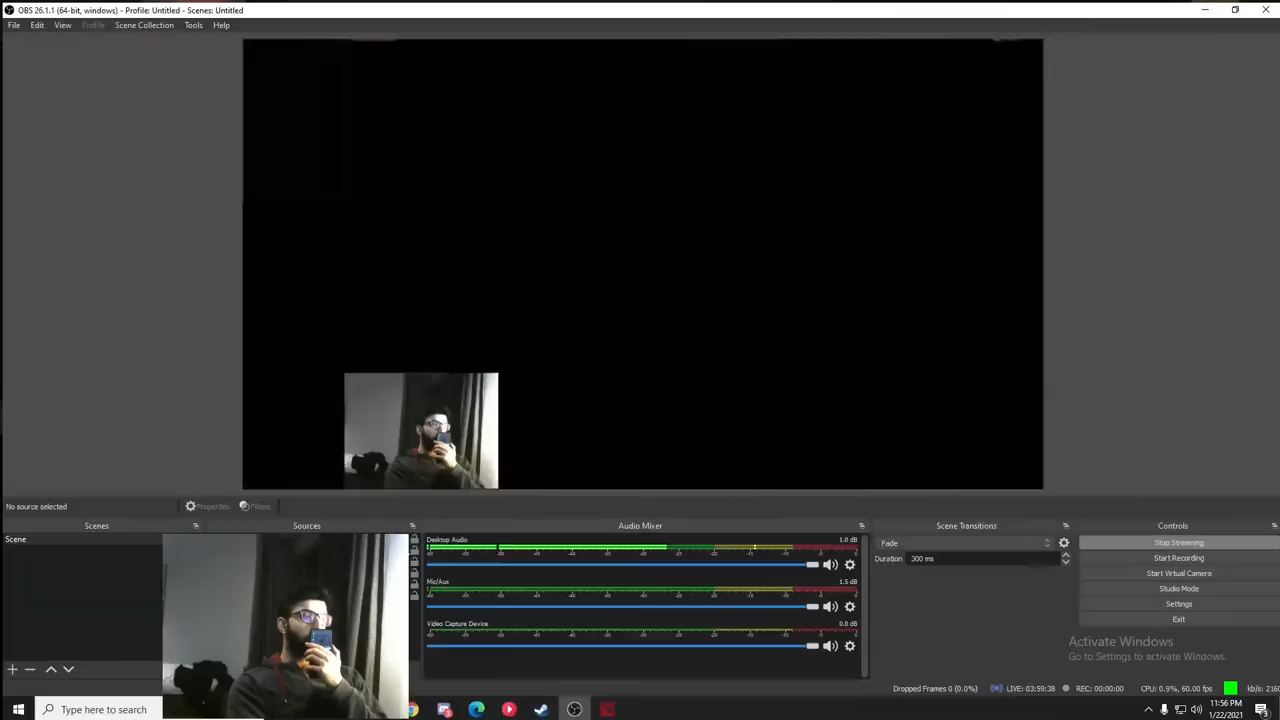 OBS 26.1.1 (64-bit, windows) - Profile: Untitled - Scenes: Untitled
File Edit View Profile Scene Collection Tools Help
No source selected Properties Filters
Scenes Sources Audio Mixer Scene Transitions Controls
Scene
Desktop Audio 1.0 dB
Mic/Aux 1.5 dB
Video Capture Device 0.0 dB
Fade
Duration 300 ms
Stop Streaming
Start Recording
Start Virtual Camera
Studio Mode
Settings
Exit
Activate Windows
Go to Settings to activate Windows.
Dropped Frames 0 (0.0%) LIVE: 03:59:38 REC: 00:00:00 CPU: 0.9%, 60.00 fps kb/s: 2160
Type here to search
11:56 PM
1/22/2021